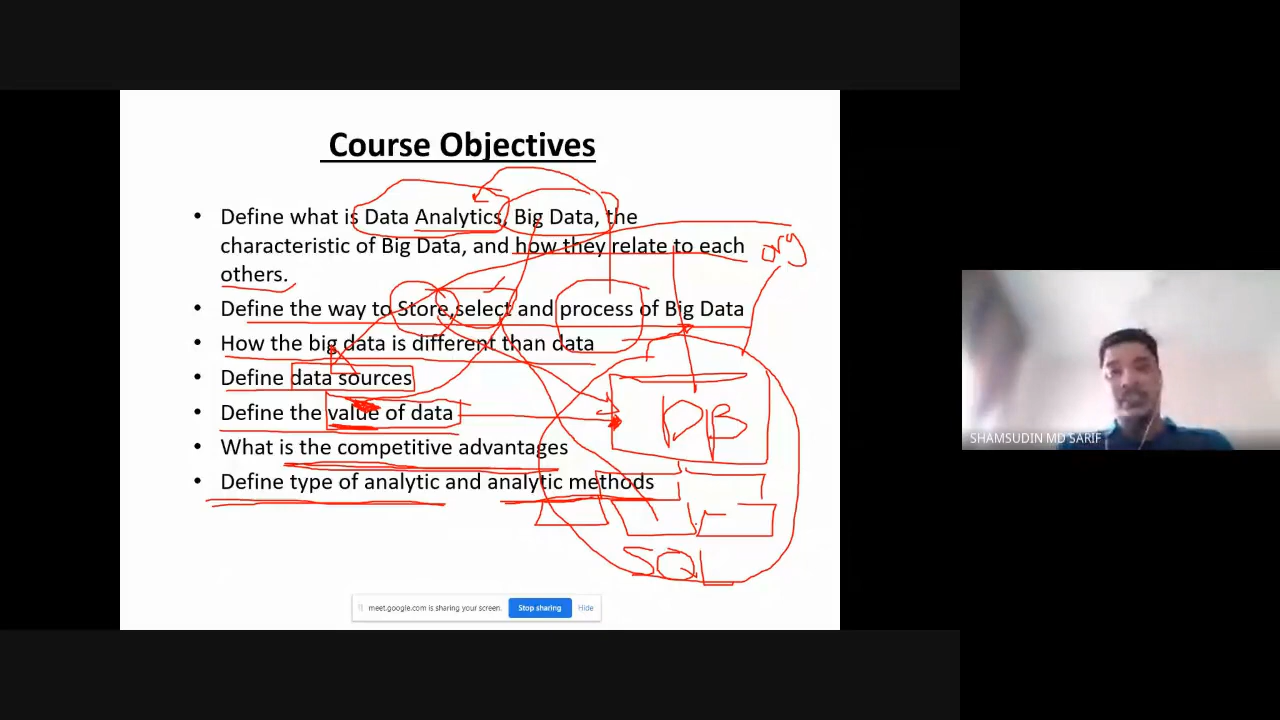 Course Objectives
• Define what is Data Analytics, Big Data, the
characteristic of Big Data, and how they relate to each
others.
org
• Define the way to Store,select and process of Big Data
• How the big data is different than data
• Define data sources
• Define the value of data
DB
• What is the competitive advantages
• Define type of analytic and analytic methods
SQL
meet.google.com is sharing your screen.
Stop sharing
Hide
SHAMSUDIN MD SARIF